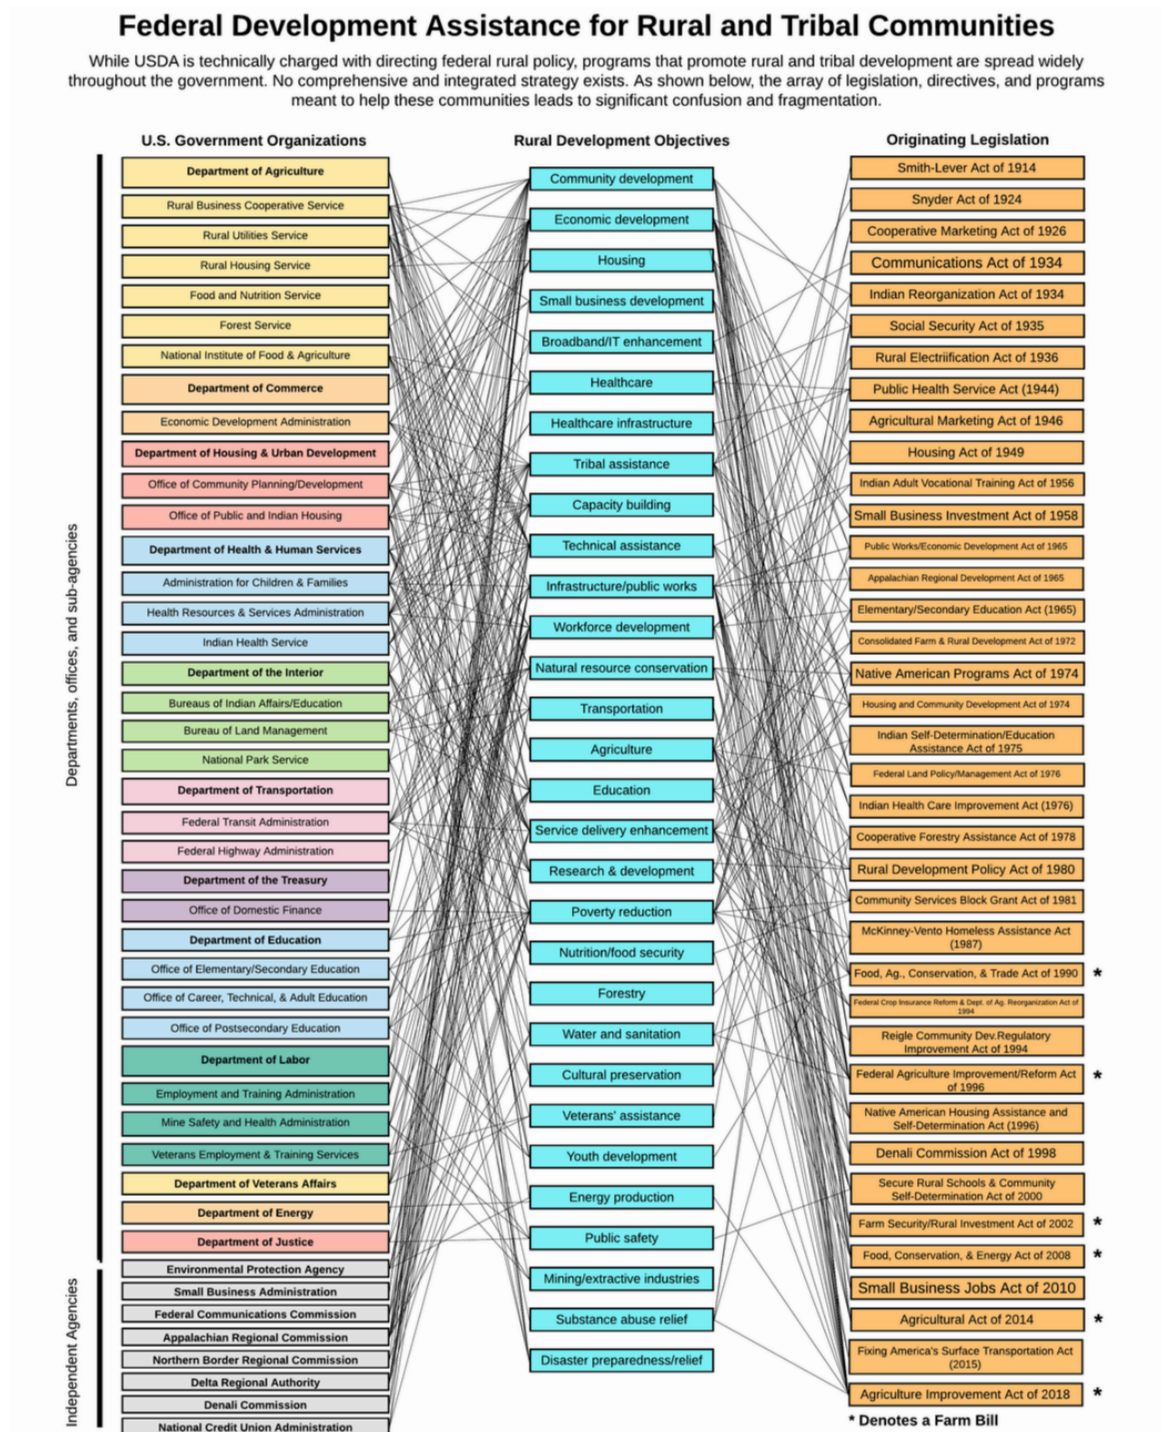 Federal Development Assistance for Rural and Tribal Communities
While USDA is technically charged with directing federal rural policy, programs that promote rural and tribal development are spread widely
throughout the government. No comprehensive and integrated strategy exists. As shown below, the array of legislation, directives, and programs
meant to help these communities leads to significant confusion and fragmentation.
U.S. Government Organizations
Departments, offices, and sub-agencies
Department of Agriculture
Rural Business Cooperative Service
Rural Utilities Service
Rural Housing Service
Food and Nutrition Service
Forest Service
National Institute of Food & Agriculture
Department of Commerce
Economic Development Administration
Department of Housing & Urban Development
Office of Community Planning/Development
Office of Public and Indian Housing
Department of Health & Human Services
Administration for Children & Families
Health Resources & Services Administration
Indian Health Service
Department of the Interior
Bureaus of Indian Affairs/Education
Bureau of Land Management
National Park Service
Department of Transportation
Federal Transit Administration
Federal Highway Administration
Department of the Treasury
Office of Domestic Finance
Department of Education
Office of Elementary/Secondary Education
Office of Career, Technical, & Adult Education
Office of Postsecondary Education
Department of Labor
Employment and Training Administration
Mine Safety and Health Administration
Veterans Employment & Training Services
Department of Veterans Affairs
Department of Energy
Department of Justice
Independent Agencies
Environmental Protection Agency
Small Business Administration
Federal Communications Commission
Appalachian Regional Commission
Northern Border Regional Commission
Delta Regional Authority
Denali Commission
National Credit Union Administration
Rural Development Objectives
Community development
Economic development
Housing
Small business development
Broadband/IT enhancement
Healthcare
Healthcare infrastructure
Tribal assistance
Capacity building
Technical assistance
Infrastructure/public works
Workforce development
Natural resource conservation
Transportation
Agriculture
Education
Service delivery enhancement
Research & development
Poverty reduction
Nutrition/food security
Forestry
Water and sanitation
Cultural preservation
Veterans' assistance
Youth development
Energy production
Public safety
Mining/extractive industries
Substance abuse relief
Disaster preparedness/relief
Originating Legislation
Smith-Lever Act of 1914
Snyder Act of 1924
Cooperative Marketing Act of 1926
Communications Act of 1934
Indian Reorganization Act of 1934
Social Security Act of 1935
Rural Electriification Act of 1936
Public Health Service Act (1944)
Agricultural Marketing Act of 1946
Housing Act of 1949
Indian Adult Vocational Training Act of 1956
Small Business Investment Act of 1958
Public Works/Economic Development Act of 1965
Appalachian Regional Development Act of 1965
Elementary/Secondary Education Act (1965)
Consolidated Farm & Rural Development Act of 1972
Native American Programs Act of 1974
Housing and Community Development Act of 1974
Indian Self-Determination/Education
Assistance Act of 1975
Federal Land Policy/Management Act of 1976
Indian Health Care Improvement Act (1976)
Cooperative Forestry Assistance Act of 1978
Rural Development Policy Act of 1980
Community Services Block Grant Act of 1981
McKinney-Vento Homeless Assistance Act
(1987)
Food, Ag., Conservation, & Trade Act of 1990 *
Federal Crop Insurance Reform & Dept. of Ag. Reorganization Act of
1994
Reigle Community Dev.Regulatory
Improvement Act of 1994
Federal Agriculture Improvement/Reform Act
of 1996 *
Native American Housing Assistance and
Self-Determination Act (1996)
Denali Commission Act of 1998
Secure Rural Schools & Community
Self-Determination Act of 2000
Farm Security/Rural Investment Act of 2002 *
Food, Conservation, & Energy Act of 2008 *
Small Business Jobs Act of 2010
Agricultural Act of 2014 *
Fixing America's Surface Transportation Act
(2015)
Agriculture Improvement Act of 2018 *
* Denotes a Farm Bill